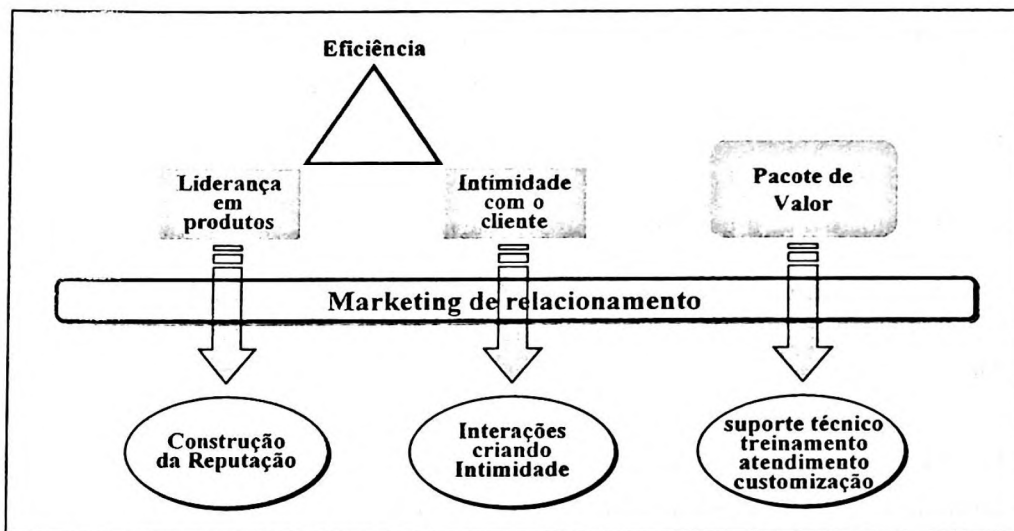 Eficiência
Liderança
em
produtos
Intimidade
com o
cliente
Pacote de
Valor
Marketing de relacionamento
Construção
da Reputação
Interações
criando
Intimidade
suporte técnico
treinamento
atendimento
customização